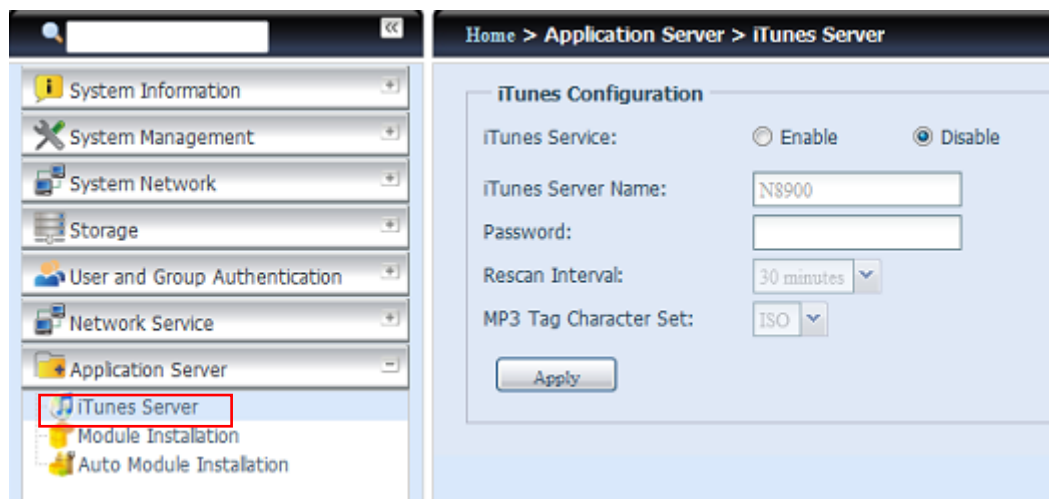 Home > Application Server > iTunes Server
System Information
System Management
System Network
Storage
User and Group Authentication
Network Service
Application Server
iTunes Server
Module Installation
Auto Module Installation
iTunes Configuration
iTunes Service: Enable Disable
iTunes Server Name: N8900
Password:
Rescan Interval: 30 minutes
MP3 Tag Character Set: ISO
Apply